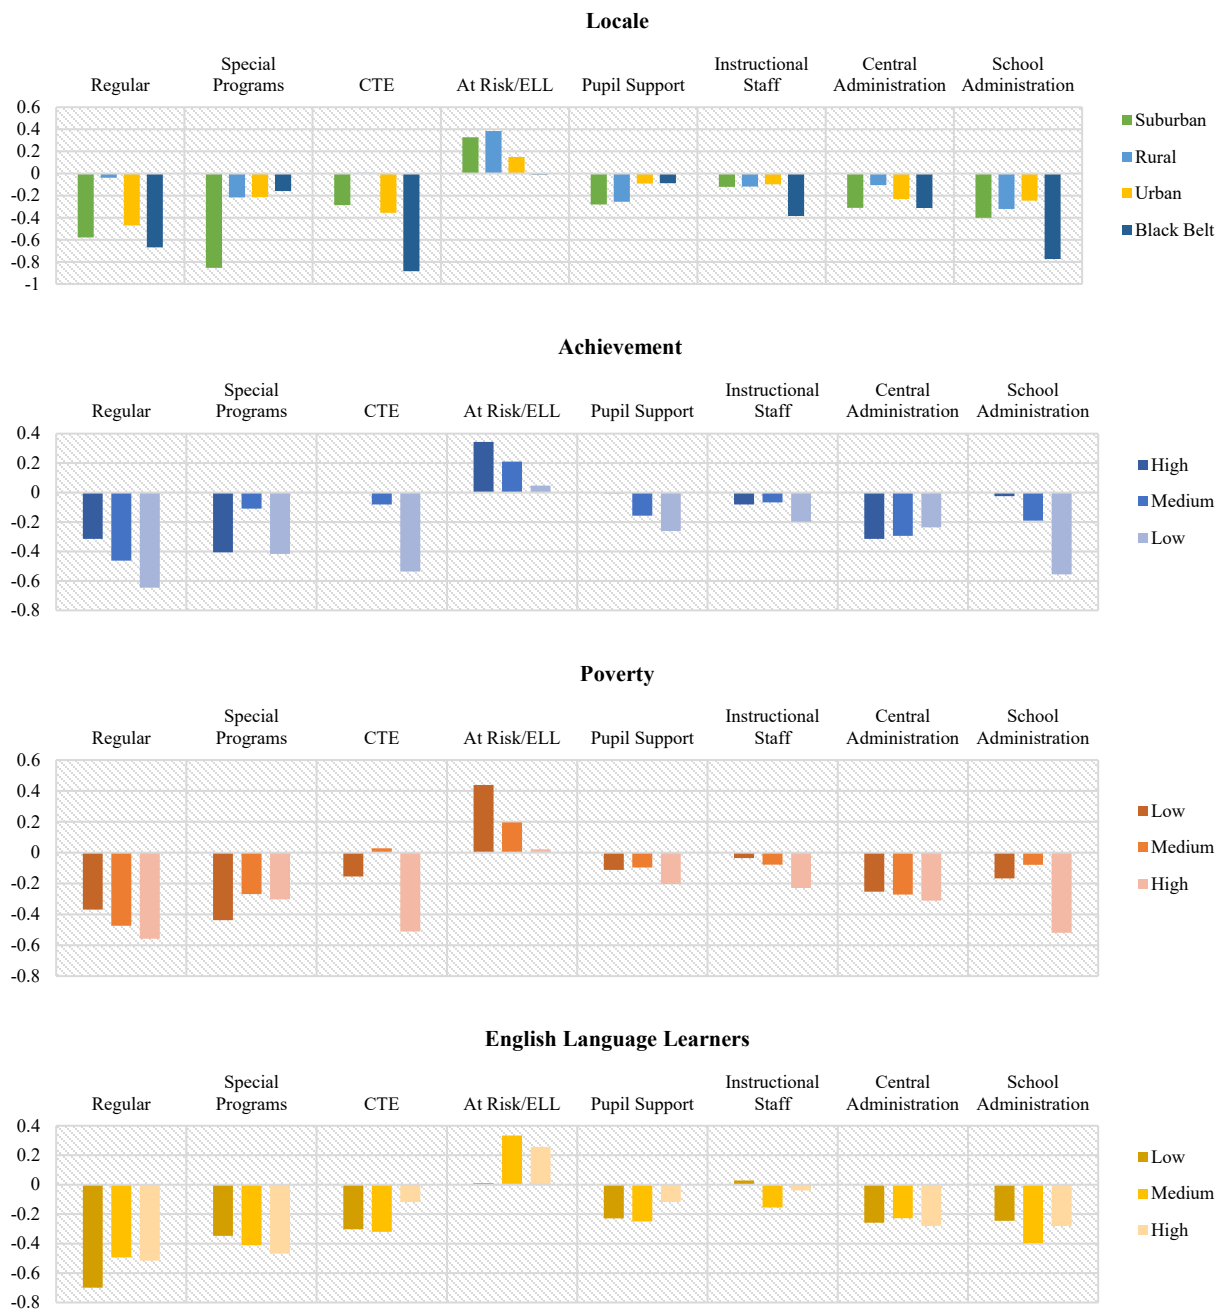 Locale
Regular
Special
Programs
CTE
At Risk/ELL
Pupil Support
Instructional
Staff
Central
Administration
School
Administration
0.6
0.4
0.2
0
-0.2
-0.4
-0.6
-0.8
-1
Suburban
Rural
Urban
Black Belt
Achievement
Regular
Special
Programs
CTE
At Risk/ELL
Pupil Support
Instructional
Staff
Central
Administration
School
Administration
0.4
0.2
0
-0.2
-0.4
-0.6
-0.8
High
Medium
Low
Poverty
Regular
Special
Programs
CTE
At Risk/ELL
Pupil Support
Instructional
Staff
Central
Administration
School
Administration
0.6
0.4
0.2
0
-0.2
-0.4
-0.6
-0.8
Low
Medium
High
English Language Learners
Regular
Special
Programs
CTE
At Risk/ELL
Pupil Support
Instructional
Staff
Central
Administration
School
Administration
0.4
0.2
0
-0.2
-0.4
-0.6
-0.8
Low
Medium
High